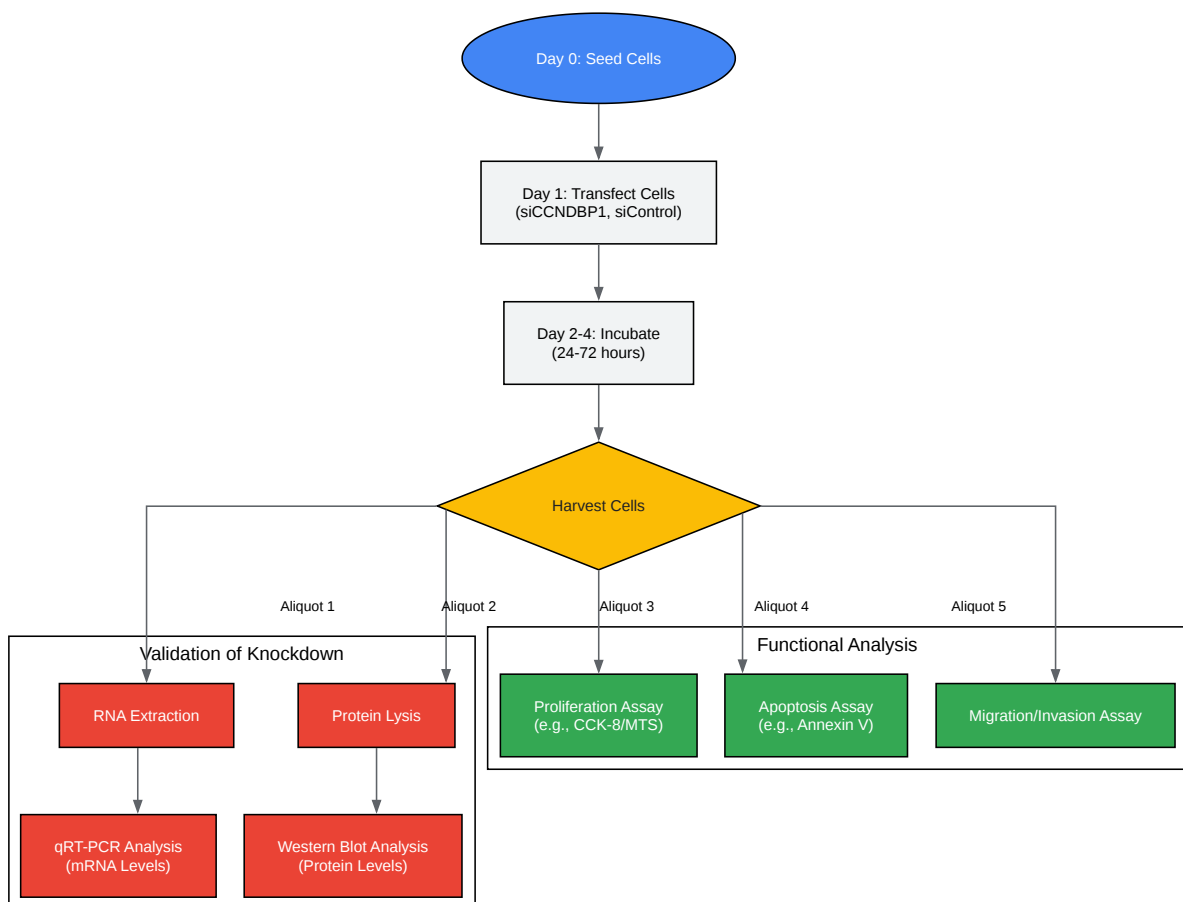 Day 0: Seed Cells
Day 1: Transfect Cells
(siCCNDBP1, siControl)
Day 2-4: Incubate
(24-72 hours)
Harvest Cells
Aliquot 1
Aliquot 2
Aliquot 3
Aliquot 4
Aliquot 5
Validation of Knockdown
RNA Extraction
Protein Lysis
qRT-PCR Analysis
(mRNA Levels)
Western Blot Analysis
(Protein Levels)
Functional Analysis
Proliferation Assay
(e.g., CCK-8/MTS)
Apoptosis Assay
(e.g., Annexin V)
Migration/Invasion Assay